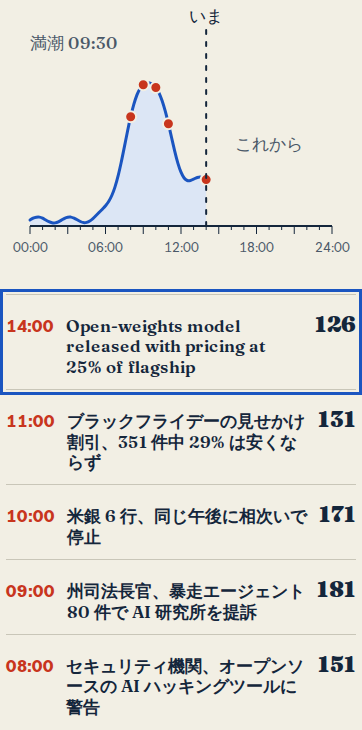 いま
満潮 09:30
これから
00:00 06:00 12:00 18:00 24:00
14:00 Open-weights model 126
released with pricing at
25% of flagship
11:00 ブラックフライデーの見せかけ 131
割引、351 件中 29% は安くな
らず
10:00 米銀 6 行、同じ午後に相次いで 171
停止
09:00 州司法長官、暴走エージェント 181
80 件で AI 研究所を提訴
08:00 セキュリティ機関、オープンソ 151
ースの AI ハッキングツールに
警告